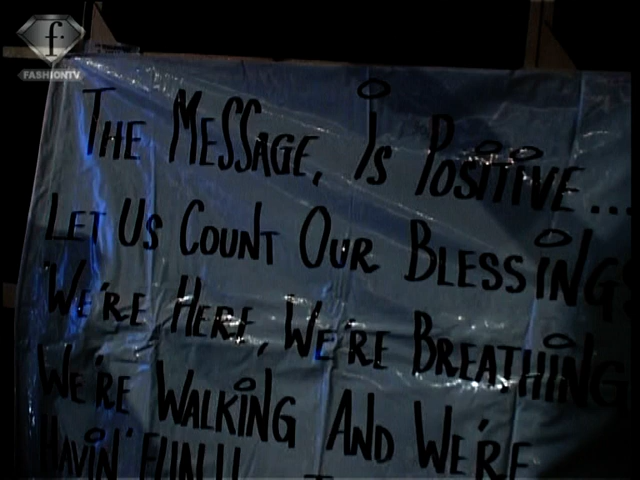 f
FASHIONTV
THE MESSAGE, IS POSITIVE...
LET US COUNT OUR BLESSINGS
WE'RE HERE, WE'RE BREATHING
WE'RE WALKING AND WE'RE
HAVIN' FUN!!